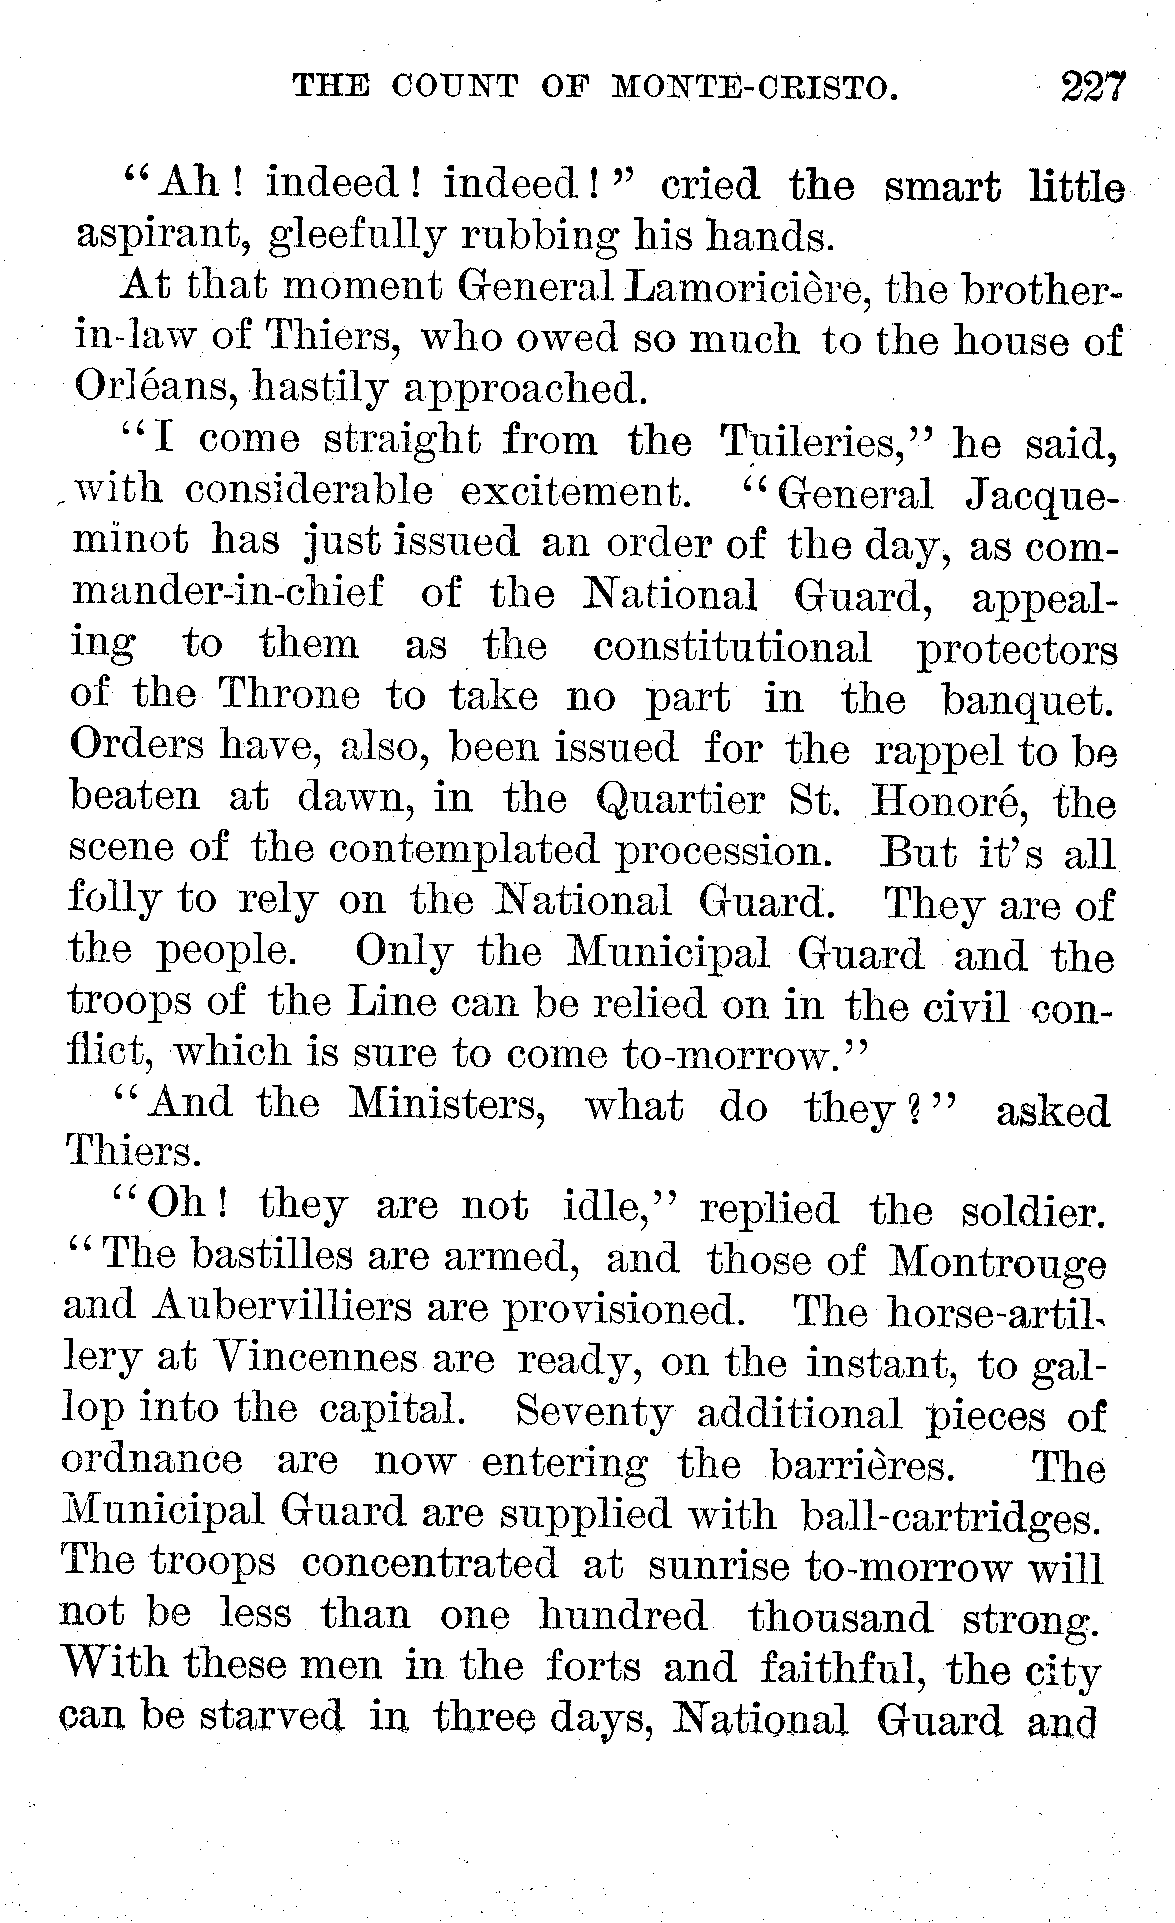 THE COUNT OF MONTE-CRISTO. 227
“Ah! indeed! indeed!” cried the smart little
aspirant, gleefully rubbing his hands.
At that moment General Lamoricière, the brother-
in-law of Thiers, who owed so much to the house of
Orléans, hastily approached.
“I come straight from the Tuileries,” he said,
with considerable excitement. “General Jacque-
minot has just issued an order of the day, as com-
mander-in-chief of the National Guard, appeal-
ing to them as the constitutional protectors
of the Throne to take no part in the banquet.
Orders have, also, been issued for the rappel to be
beaten at dawn, in the Quartier St. Honoré, the
scene of the contemplated procession. But it’s all
folly to rely on the National Guard. They are of
the people. Only the Municipal Guard and the
troops of the Line can be relied on in the civil con-
flict, which is sure to come to-morrow.”
“And the Ministers, what do they?” asked
Thiers.
“Oh! they are not idle,” replied the soldier.
“The bastilles are armed, and those of Montrouge
and Aubervilliers are provisioned. The horse-artil-
lery at Vincennes are ready, on the instant, to gal-
lop into the capital. Seventy additional pieces of
ordnance are now entering the barrières. The
Municipal Guard are supplied with ball-cartridges.
The troops concentrated at sunrise to-morrow will
not be less than one hundred thousand strong.
With these men in the forts and faithful, the city
can be starved in three days, National Guard and